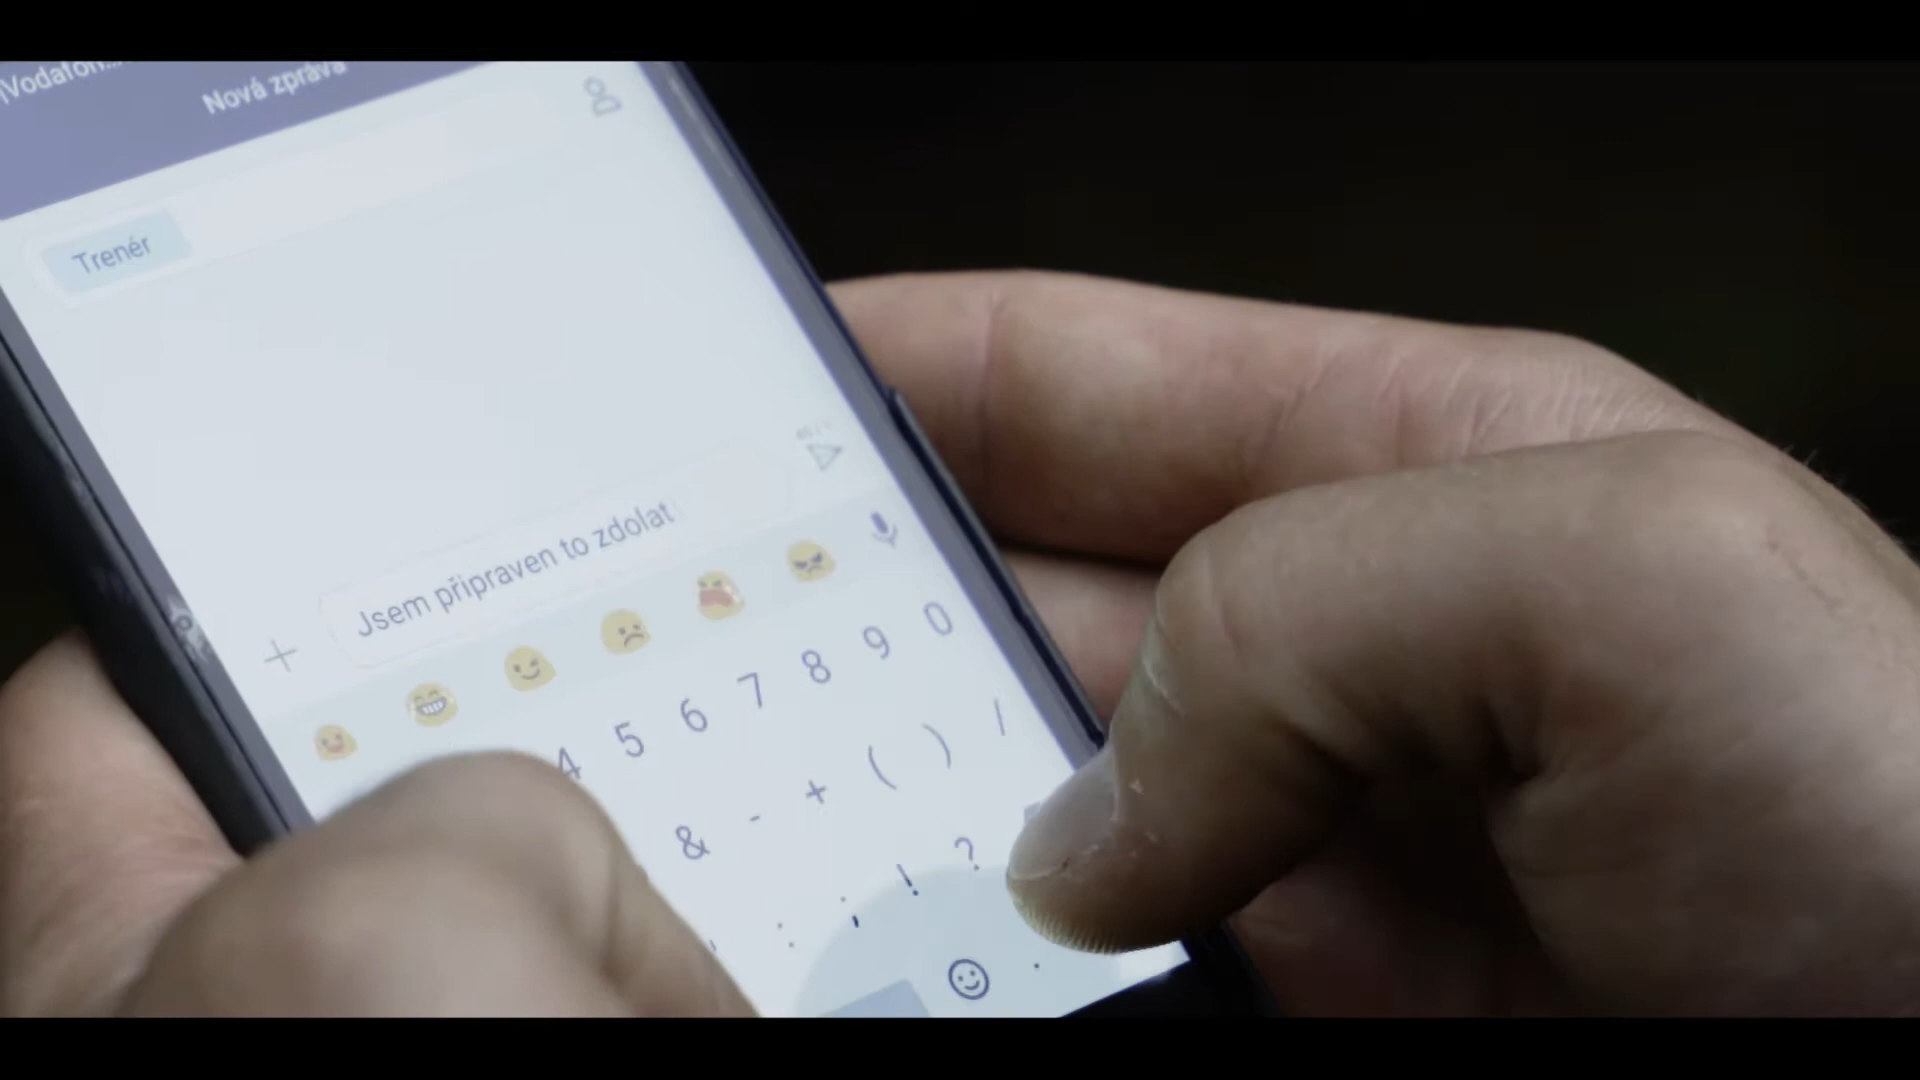 Vodafon...
Nová zpráva
Trenér
Jsem připraven to zdolat
4 5 6 7 8 9 0
& - + ( ) /
: ; ! ?
.